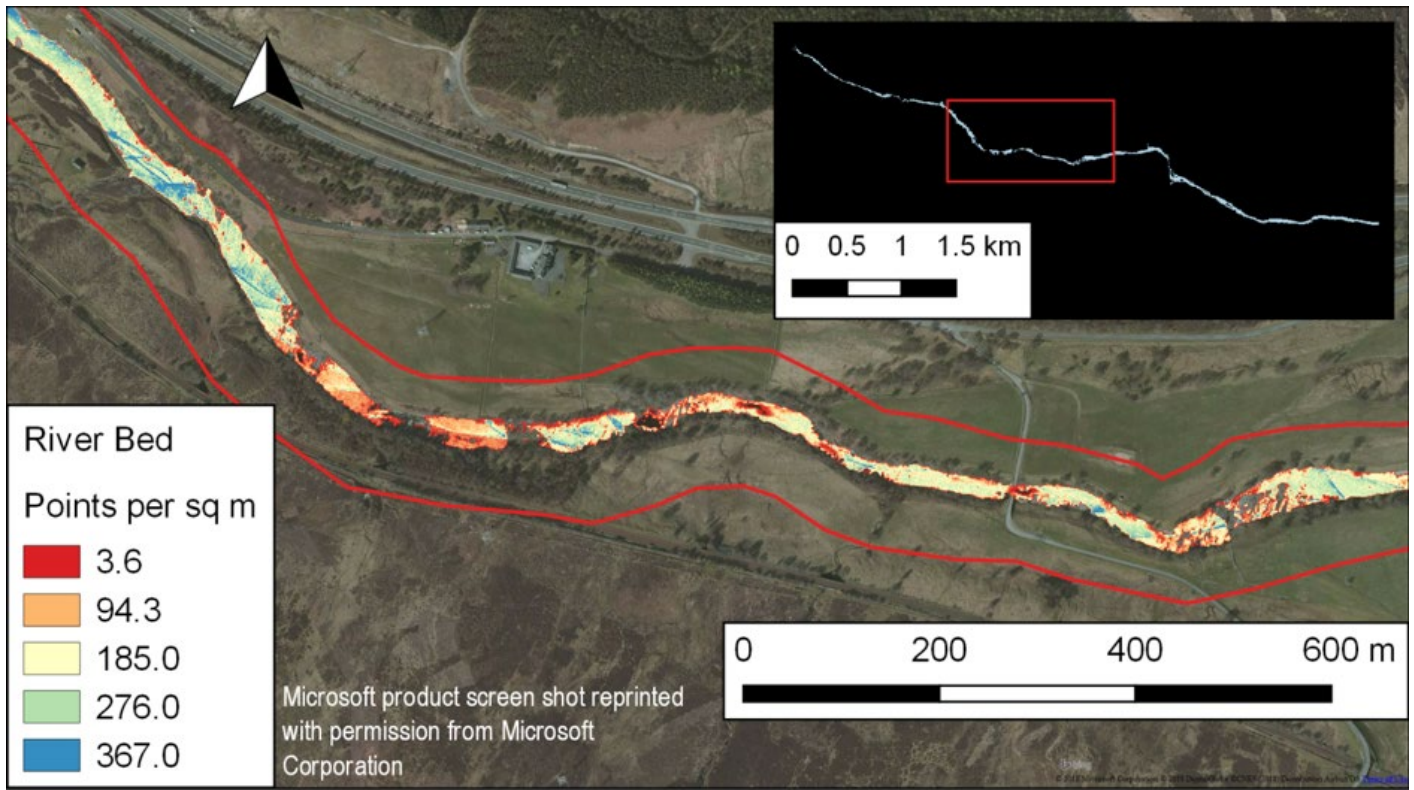 0 0.5 1 1.5 km
River Bed
Points per sq m
3.6
94.3
185.0
276.0
367.0
Microsoft product screen shot reprinted
with permission from Microsoft
Corporation
0 200 400 600 m